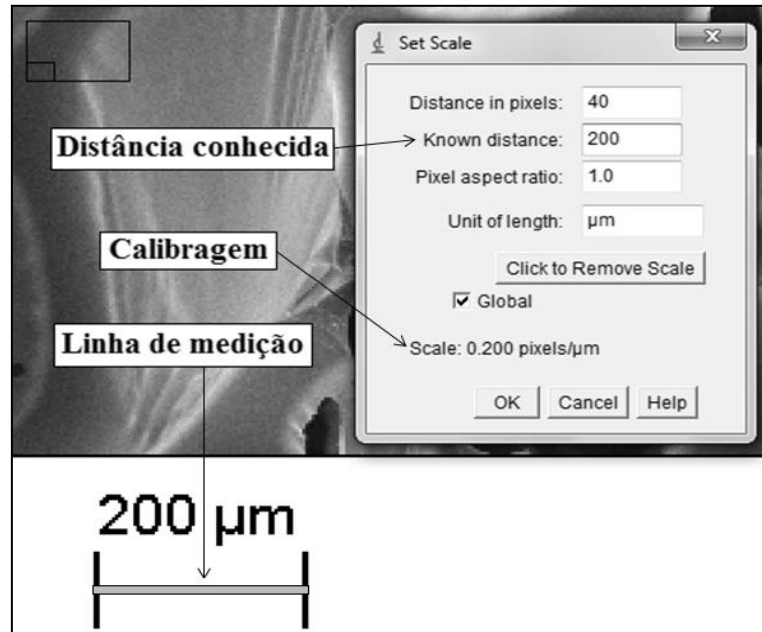 Set Scale
Distance in pixels: 40
Distância conhecida
Known distance: 200
Pixel aspect ratio: 1.0
Unit of length: µm
Calibragem
Click to Remove Scale
Global
Linha de medição
Scale: 0.200 pixels/µm
OK Cancel Help
200 µm